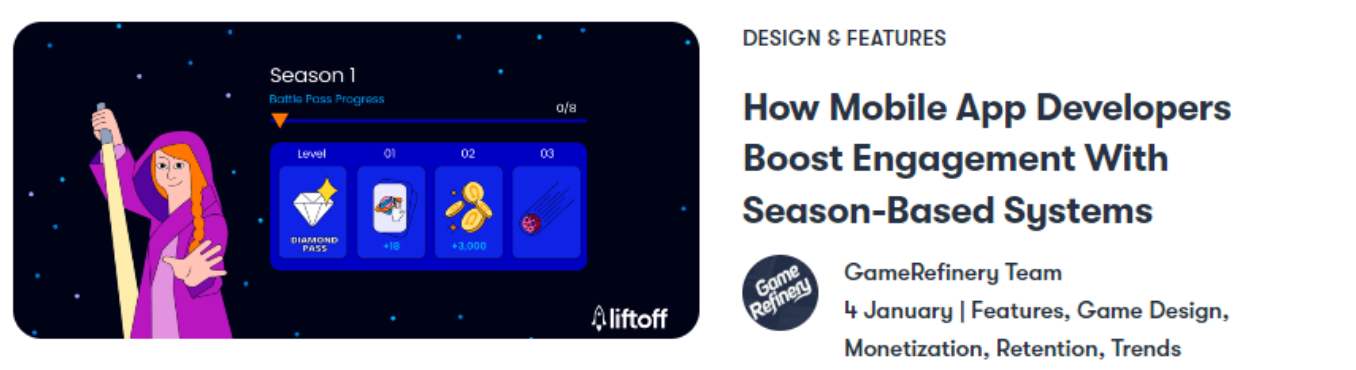 Season 1
Battle Pass Progress
0/8
Level 01 02 03
DIAMOND
PASS
+18 +3,000
liftoff
DESIGN & FEATURES
How Mobile App Developers
Boost Engagement With
Season-Based Systems
Game
Refinery
GameRefinery Team
4 January | Features, Game Design,
Monetization, Retention, Trends